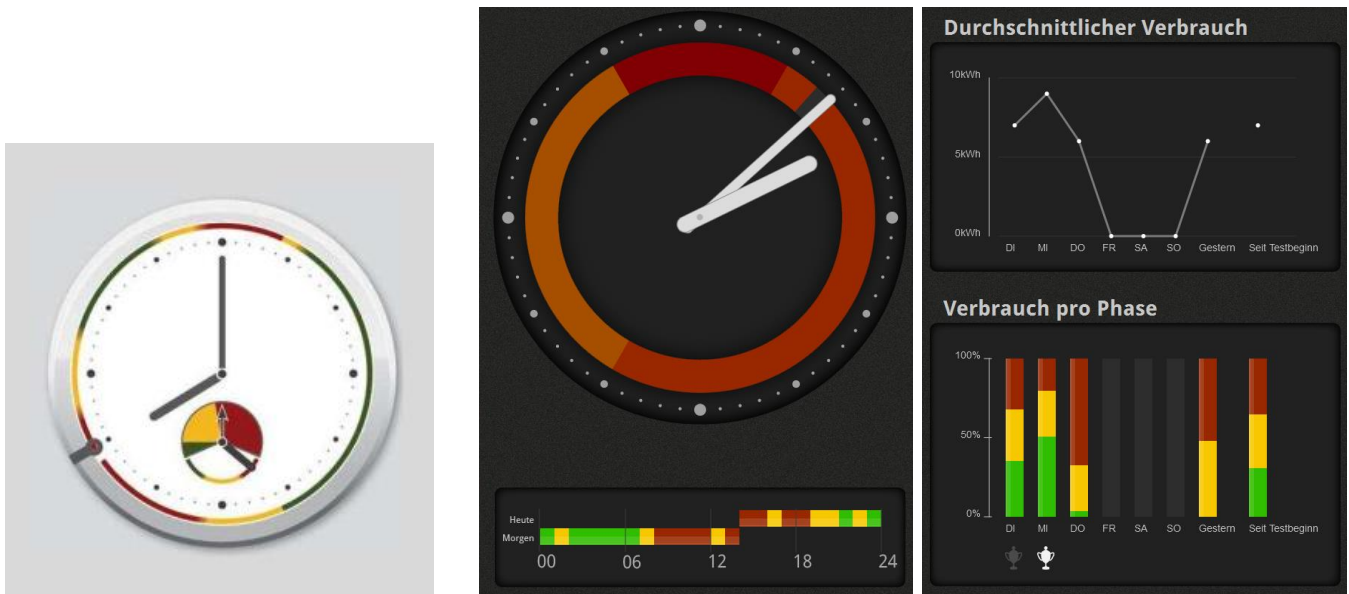 Heute
Morgen
00 06 12 18 24
Durchschnittlicher Verbrauch
10kWh
5kWh
0kWh
DI MI DO FR SA SO Gestern Seit Testbeginn
Verbrauch pro Phase
100%
50%
0%
DI MI DO FR SA SO Gestern Seit Testbeginn